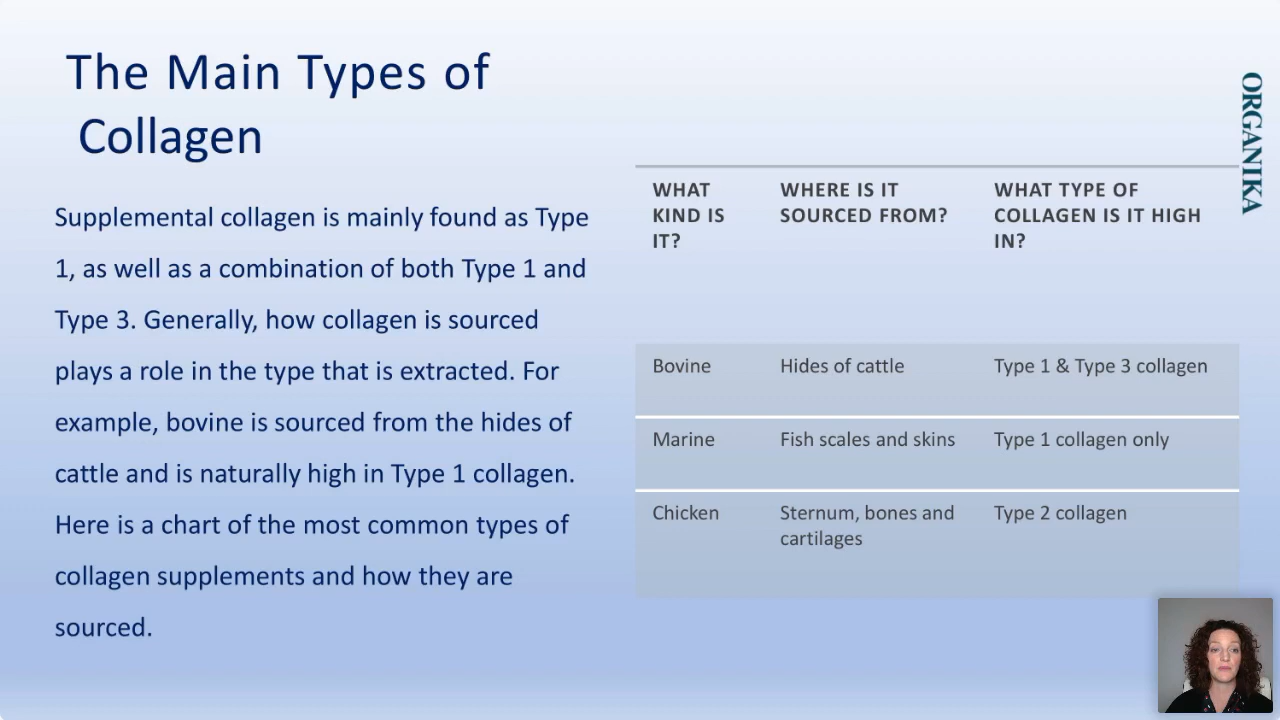 The Main Types of
Collagen
Supplemental collagen is mainly found as Type
1, as well as a combination of both Type 1 and
Type 3. Generally, how collagen is sourced
plays a role in the type that is extracted. For
example, bovine is sourced from the hides of
cattle and is naturally high in Type 1 collagen.
Here is a chart of the most common types of
collagen supplements and how they are
sourced.
WHAT
KIND IS
IT?
WHERE IS IT
SOURCED FROM?
WHAT TYPE OF
COLLAGEN IS IT HIGH
IN?
Bovine
Hides of cattle
Type 1 & Type 3 collagen
Marine
Fish scales and skins
Type 1 collagen only
Chicken
Sternum, bones and
cartilages
Type 2 collagen
ORGANIKA